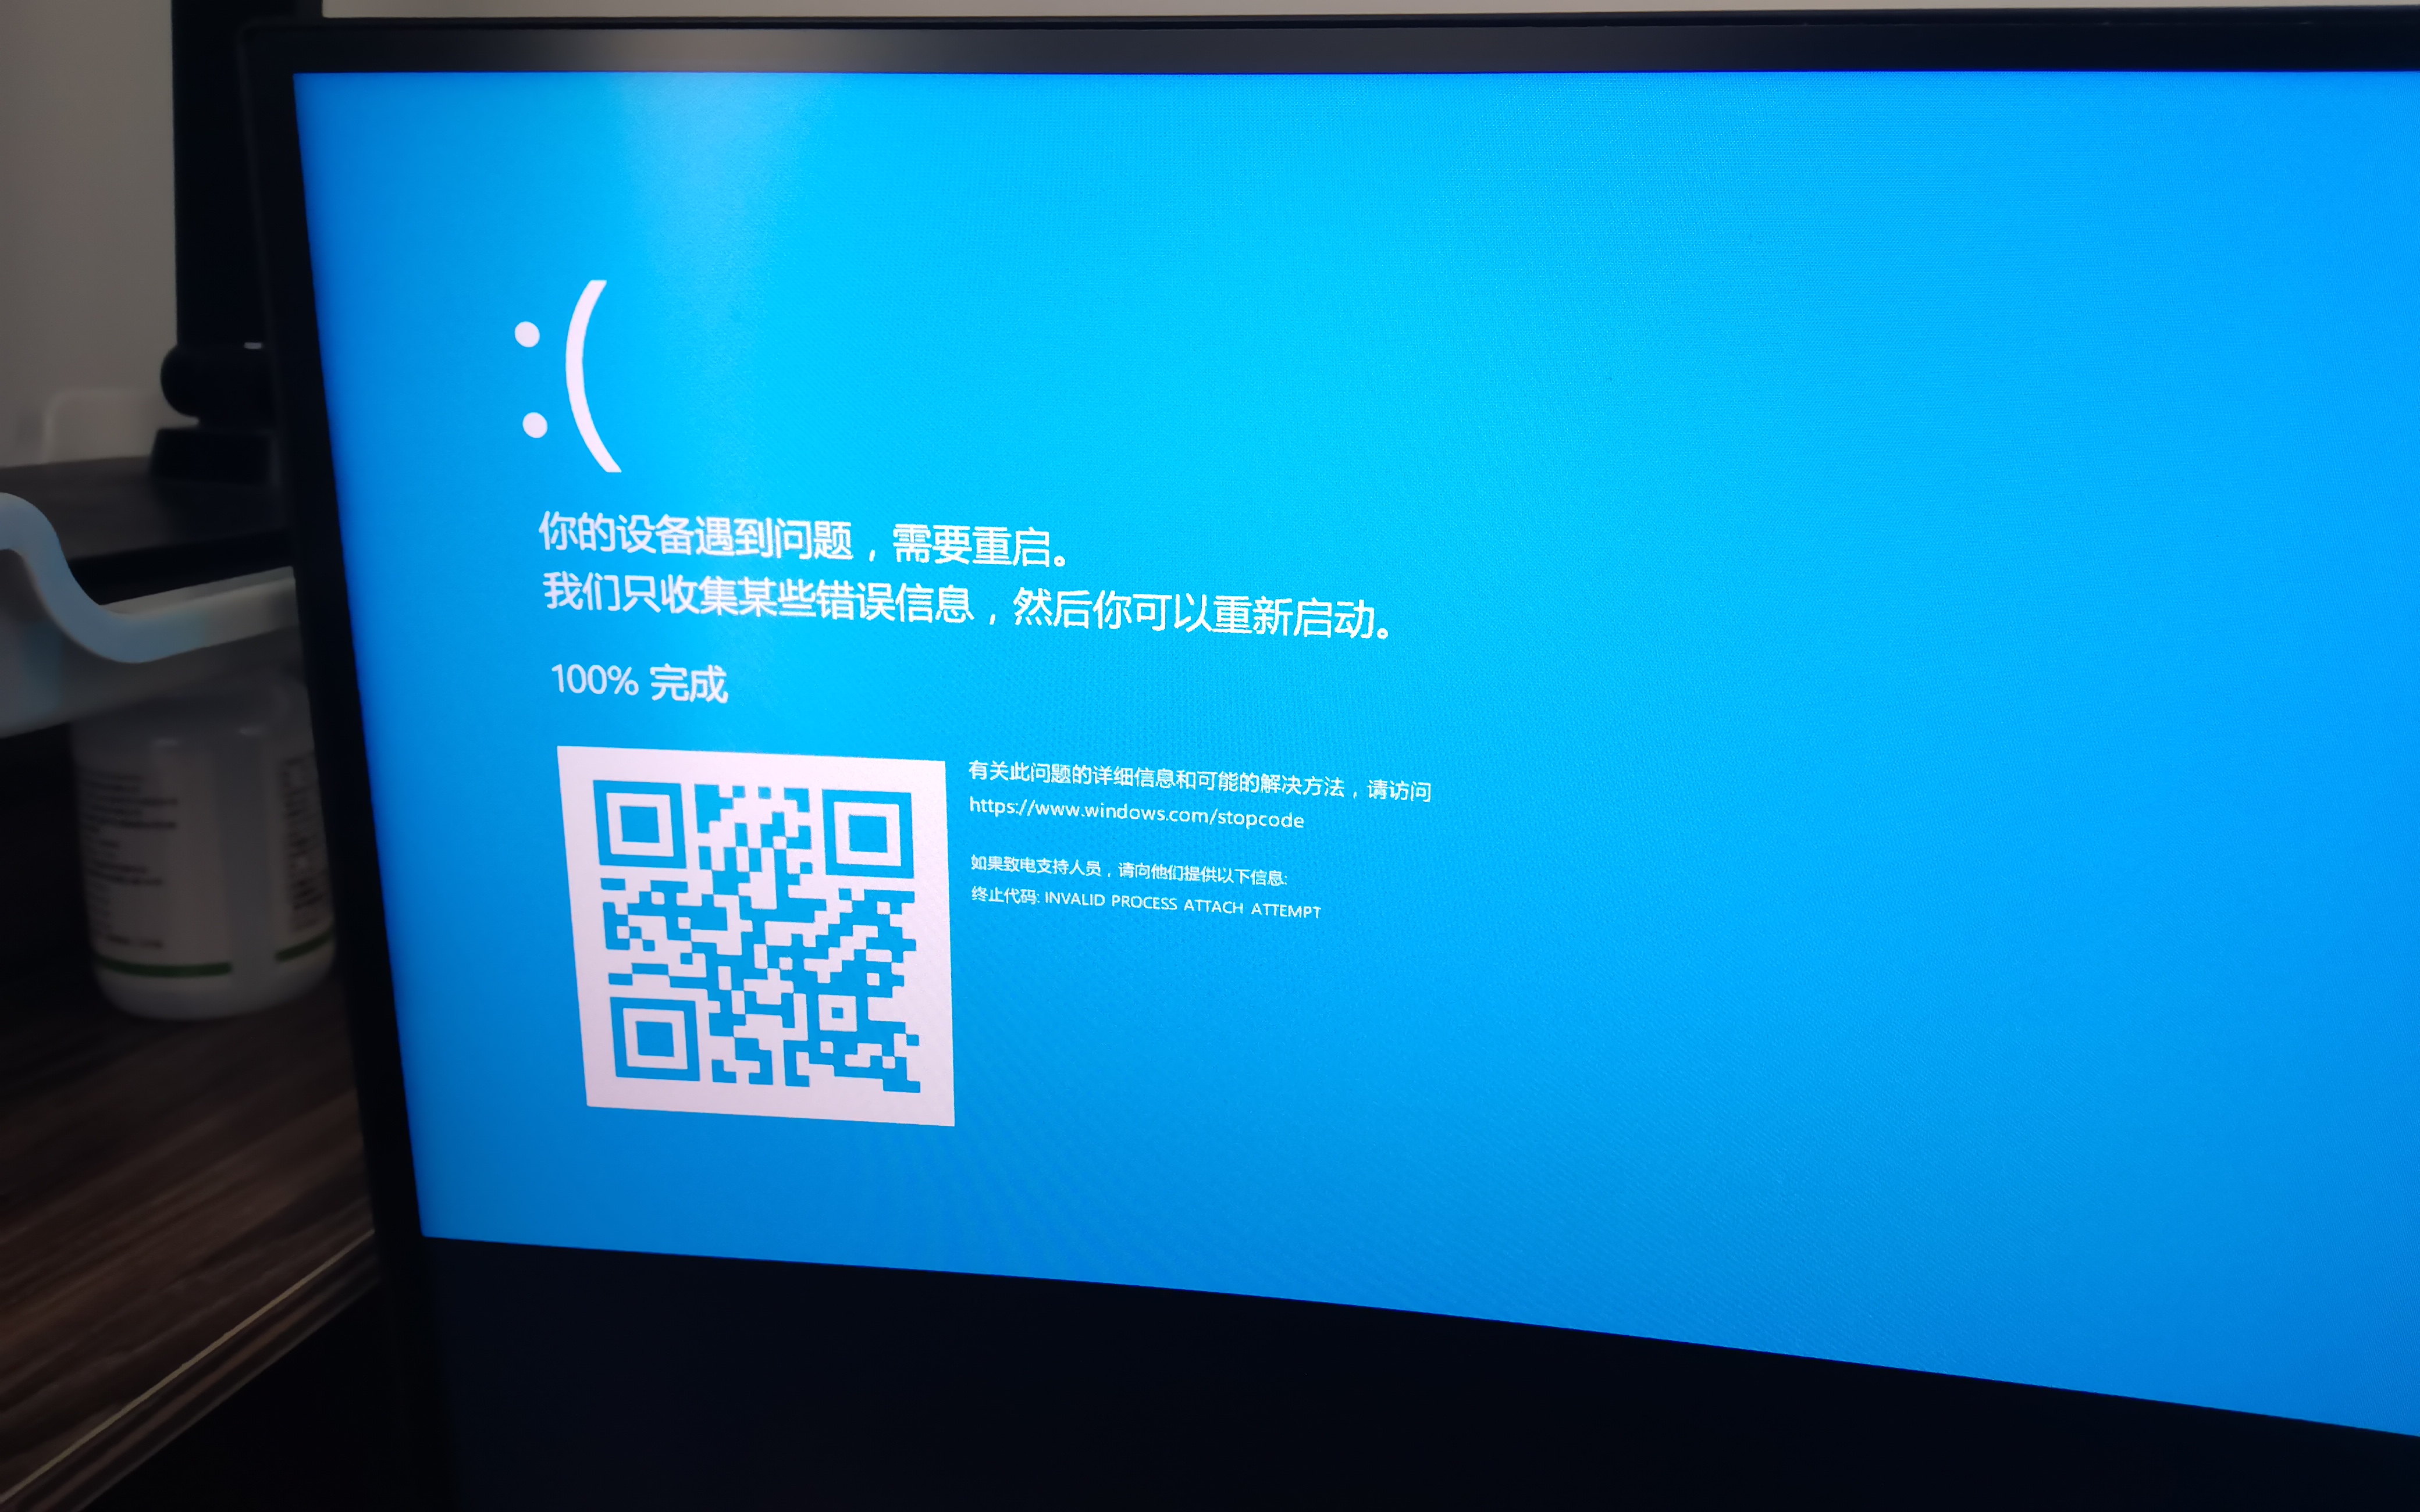 :(
你的设备遇到问题，需要重启。
我们只收集某些错误信息，然后你可以重新启动。
100% 完成
有关此问题的详细信息和可能的解决方法，请访问
https://www.windows.com/stopcode
如果致电支持人员，请向他们提供以下信息:
终止代码: INVALID PROCESS ATTACH ATTEMPT